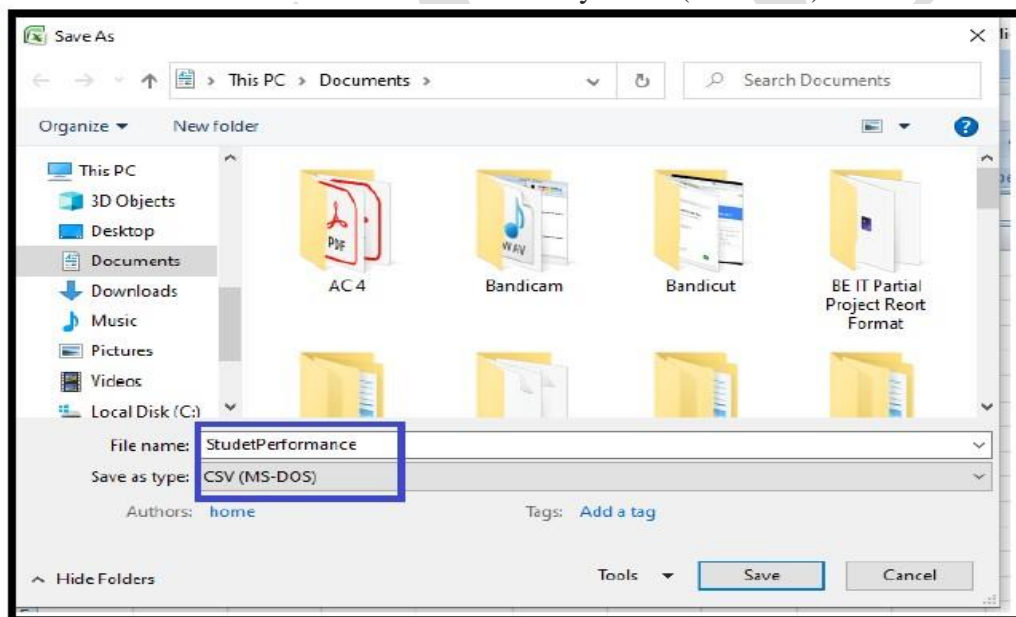 Save As
This PC > Documents >
Search Documents
Organize
New folder
This PC
3D Objects
Desktop
Documents
Downloads
Music
Pictures
Videos
Local Disk (C:)
PDF
WAV
AC 4
Bandicam
Bandicut
BE IT Partial
Project Reort
Format
File name: StudetPerformance
Save as type: CSV (MS-DOS)
Authors: home
Tags: Add a tag
Hide Folders
Tools
Save
Cancel